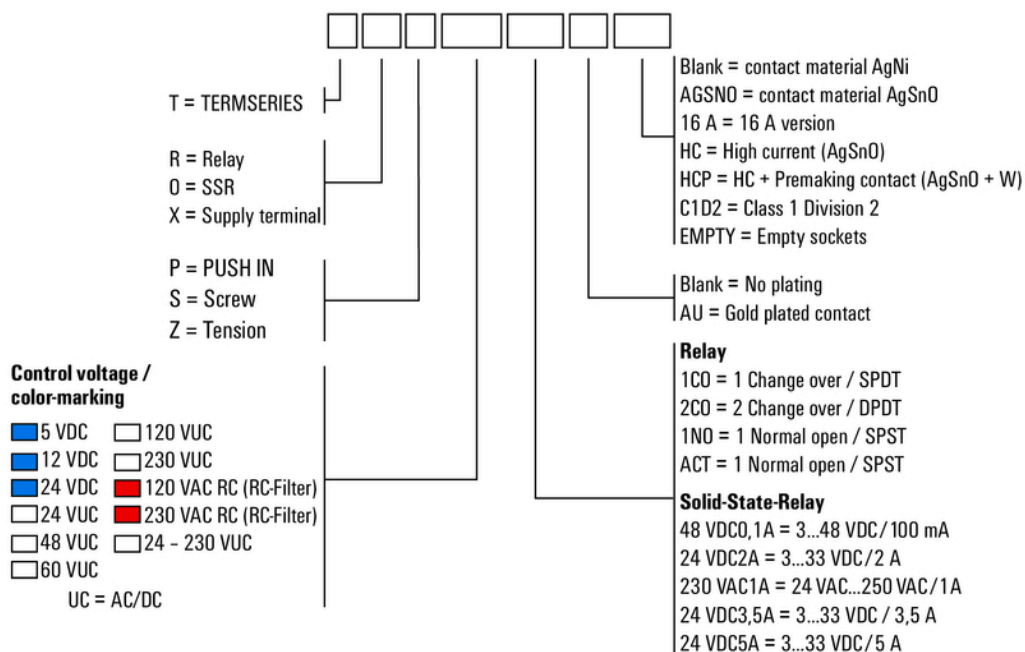 T = TERMSERIES
R = Relay
O = SSR
X = Supply terminal
P = PUSH IN
S = Screw
Z = Tension
Control voltage /
color-marking
5 VDC
12 VDC
24 VDC
24 VUC
48 VUC
60 VUC
120 VUC
230 VUC
120 VAC RC (RC-Filter)
230 VAC RC (RC-Filter)
24 – 230 VUC
UC = AC/DC
Blank = contact material AgNi
AGSNO = contact material AgSnO
16 A = 16 A version
HC = High current (AgSnO)
HCP = HC + Premaking contact (AgSnO + W)
C1D2 = Class 1 Division 2
EMPTY = Empty sockets
Blank = No plating
AU = Gold plated contact
Relay
1CO = 1 Change over / SPDT
2CO = 2 Change over / DPDT
1NO = 1 Normal open / SPST
ACT = 1 Normal open / SPST
Solid-State-Relay
48 VDC0,1A = 3...48 VDC/100 mA
24 VDC2A = 3...33 VDC/2 A
230 VAC1A = 24 VAC...250 VAC/1A
24 VDC3,5A = 3...33 VDC / 3,5 A
24 VDC5A = 3...33 VDC/5 A